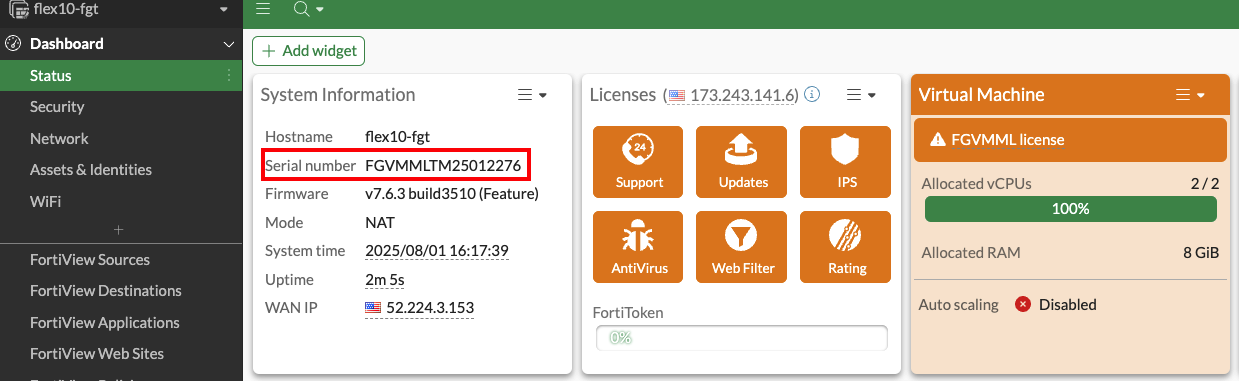 flex10-fgt
Dashboard
Status
Security
Network
Assets & Identities
WiFi
FortiView Sources
FortiView Destinations
FortiView Applications
FortiView Web Sites
Add widget
System Information
Hostname flex10-fgt
Serial number FGVMMLTM25012276
Firmware v7.6.3 build3510 (Feature)
Mode NAT
System time 2025/08/01 16:17:39
Uptime 2m 5s
WAN IP 52.224.3.153
Licenses (173.243.141.6)
24
Support Updates IPS
AntiVirus Web Filter Rating
FortiToken
0%
Virtual Machine
FGVMML license
Allocated vCPUs 2 / 2
100%
Allocated RAM 8 GiB
Auto scaling Disabled